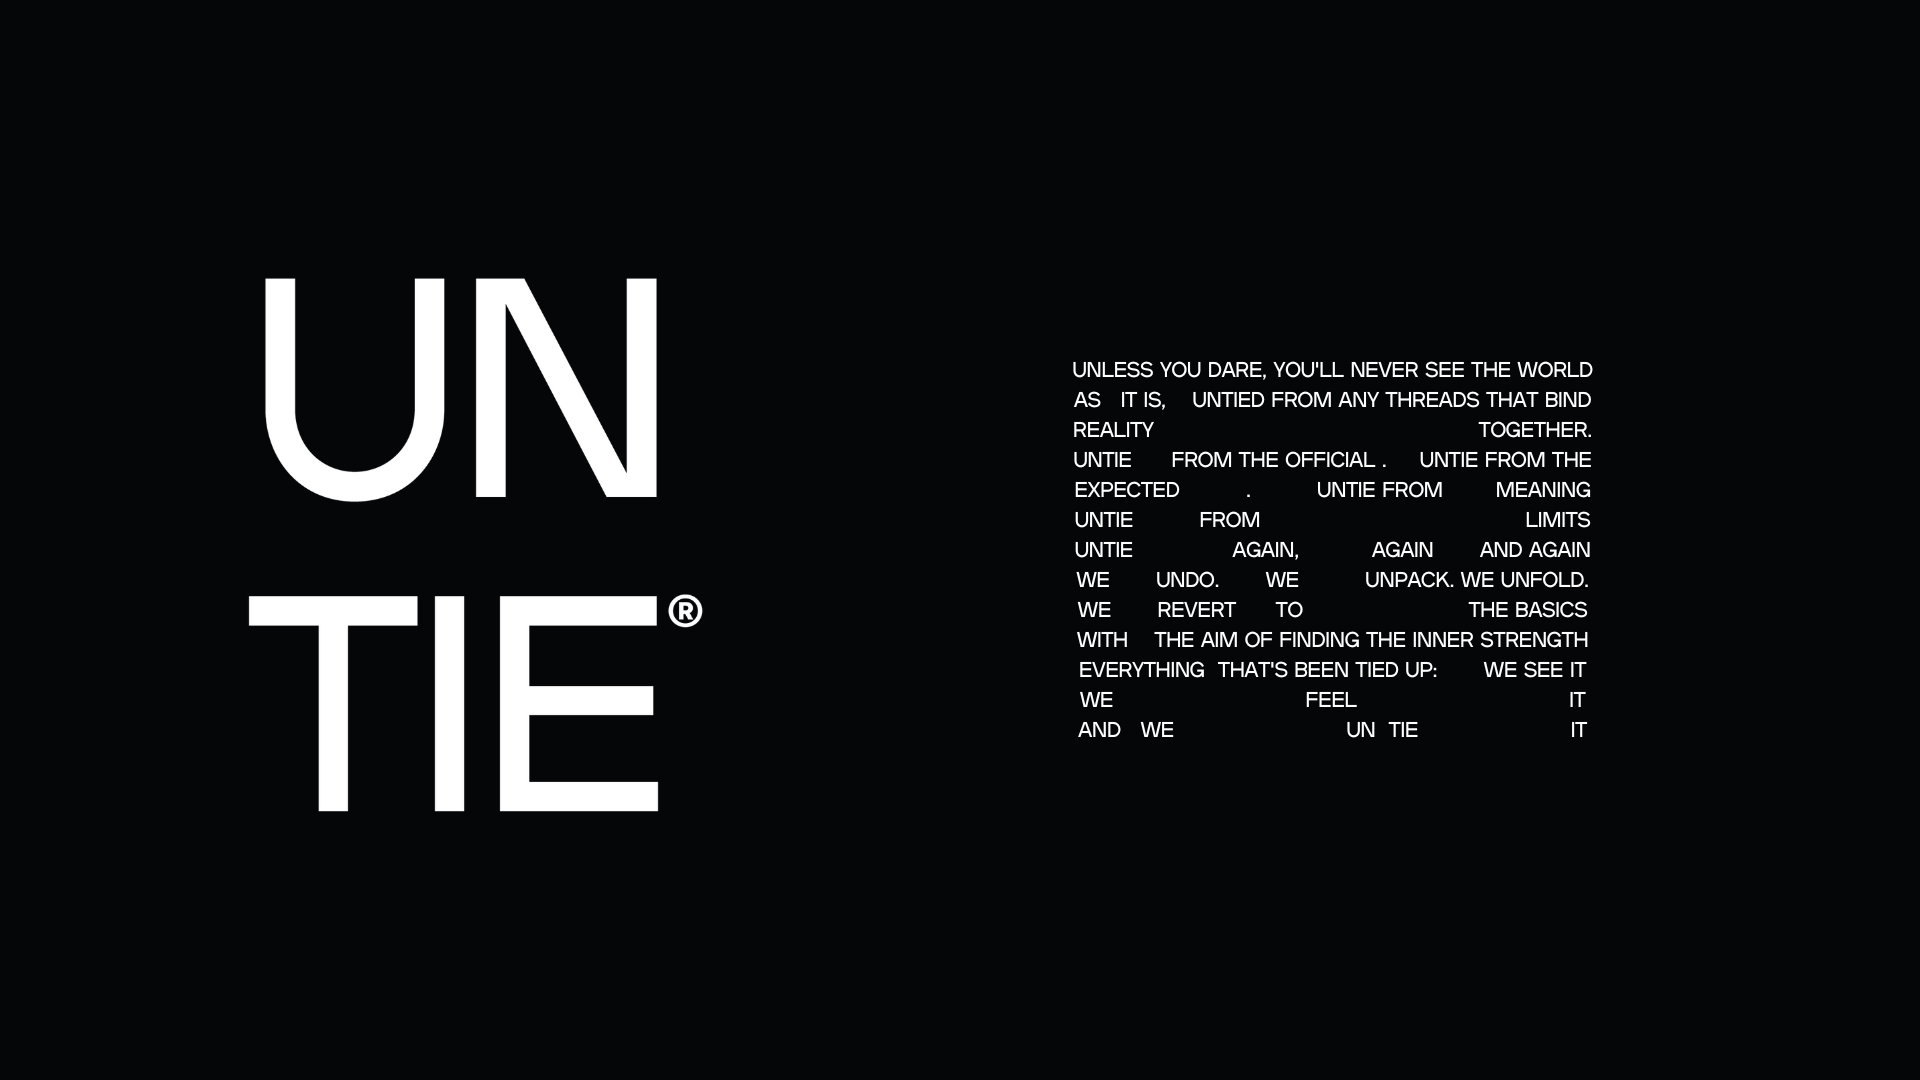 UN
TIE®
UNLESS YOU DARE, YOU'LL NEVER SEE THE WORLD
AS IT IS, UNTIED FROM ANY THREADS THAT BIND
REALITY TOGETHER.
UNTIE FROM THE OFFICIAL . UNTIE FROM THE
EXPECTED . UNTIE FROM MEANING
UNTIE FROM LIMITS
UNTIE AGAIN, AGAIN AND AGAIN
WE UNDO. WE UNPACK. WE UNFOLD.
WE REVERT TO THE BASICS
WITH THE AIM OF FINDING THE INNER STRENGTH
EVERYTHING THAT'S BEEN TIED UP: WE SEE IT
WE FEEL IT
AND WE UN TIE IT